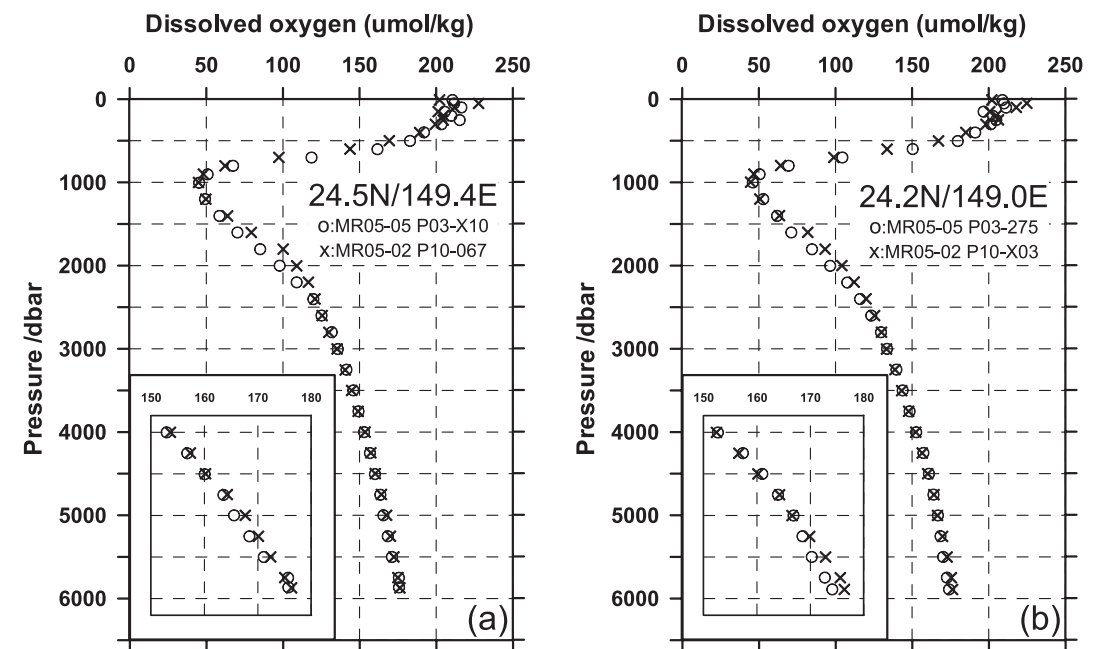 Dissolved oxygen (umol/kg)
0 50 100 150 200 250
0
1000
2000
3000
4000
5000
6000
Pressure /dbar
24.5N/149.4E
o:MR05-05 P03-X10
x:MR05-02 P10-067
150 160 170 180
(a)
Dissolved oxygen (umol/kg)
0 50 100 150 200 250
0
1000
2000
3000
4000
5000
6000
Pressure /dbar
24.2N/149.0E
o:MR05-05 P03-275
x:MR05-02 P10-X03
150 160 170 180
(b)